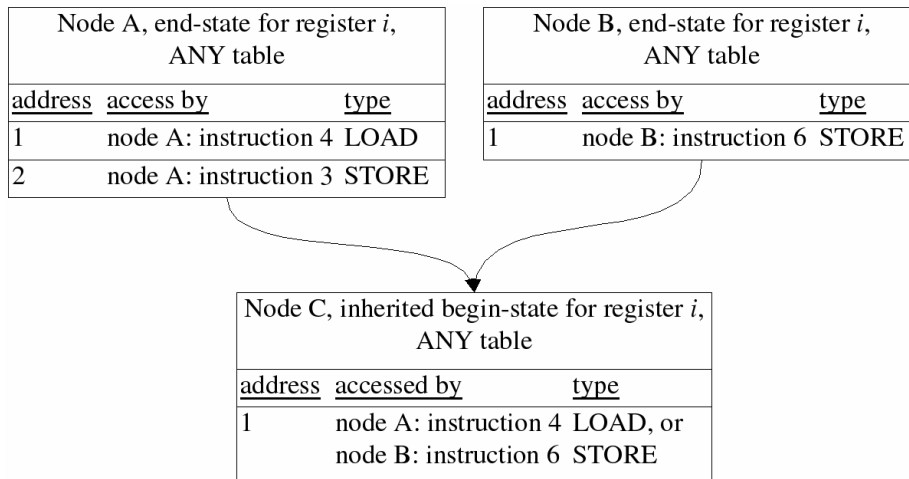 Node A, end-state for register i,
ANY table
address access by type
1 node A: instruction 4 LOAD
2 node A: instruction 3 STORE
Node B, end-state for register i,
ANY table
address access by type
1 node B: instruction 6 STORE
Node C, inherited begin-state for register i,
ANY table
address accessed by type
1 node A: instruction 4 LOAD, or
node B: instruction 6 STORE